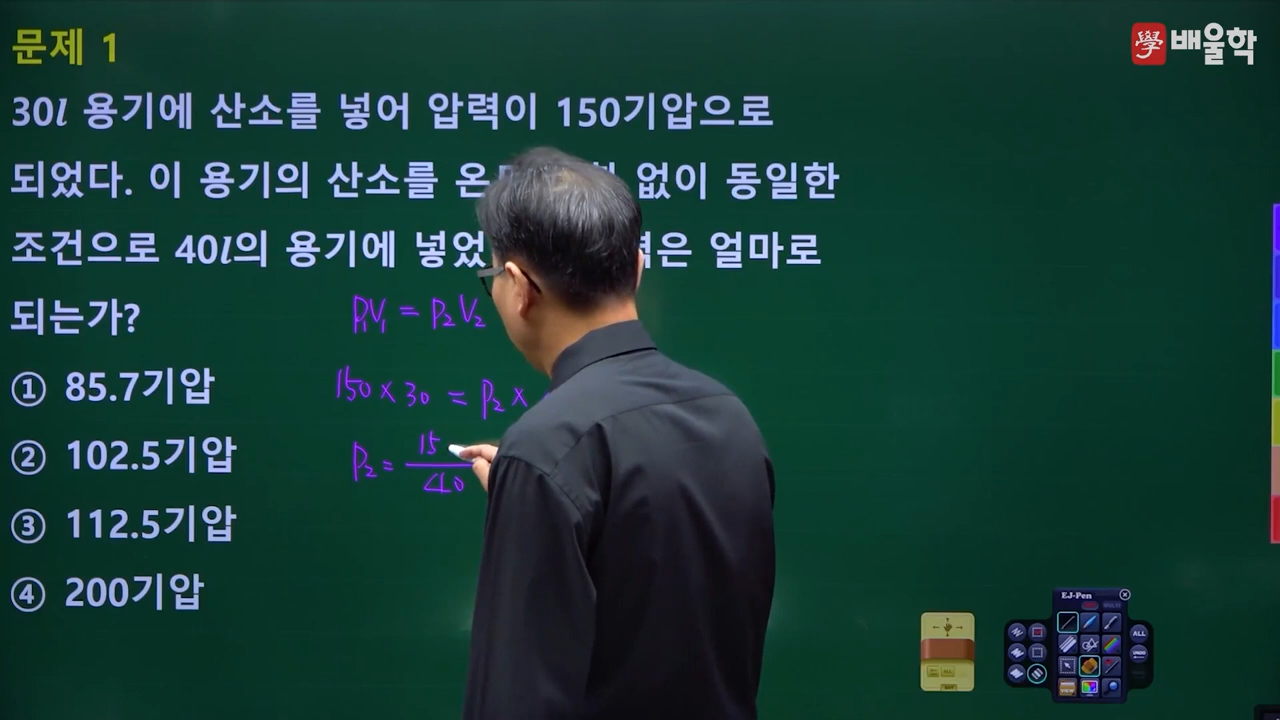 문제 1
學 배울학
30l 용기에 산소를 넣어 압력이 150기압으로
되었다. 이 용기의 산소를 없이 동일한
조건으로 40l의 용기에 얼마로
되는가?
P₁V₁ = P₂V₂
① 85.7기압
150 × 30 = P₂ ×
② 102.5기압
P₂ = 15 / 40
③ 112.5기압
④ 200기압
EJ-Pen
ALL